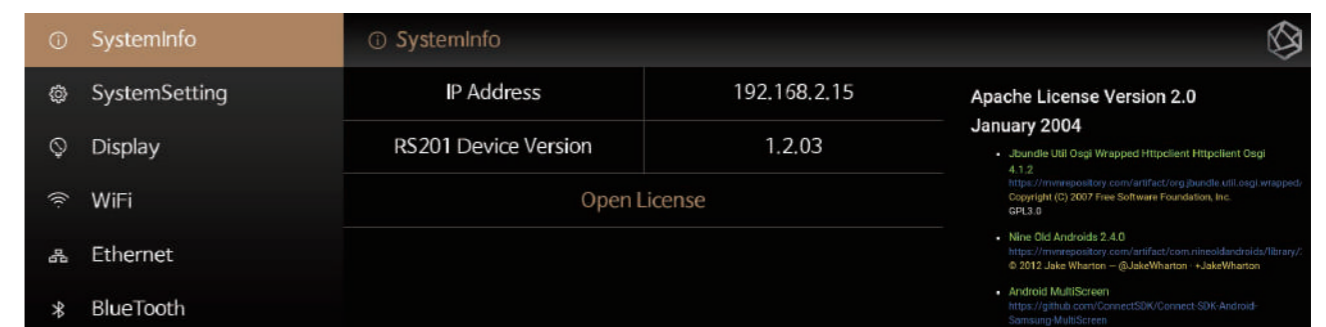 SystemInfo
SystemSetting
Display
WiFi
Ethernet
BlueTooth
SystemInfo
IP Address 192.168.2.15
RS201 Device Version 1.2.03
Open License
Apache License Version 2.0
January 2004
Jbundle Util Osgi Wrapped Httpclient Httpclient Osgi
4.1.2
https://mvnrepository.com/artifact/org.jbundle.util.osgi.wrapped/
Copyright (C) 2007 Free Software Foundation, Inc.
GPL3.0
Nine Old Androids 2.4.0
https://mvnrepository.com/artifact/com.nineoldandroids/library/
© 2012 Jake Wharton — @JakeWharton · +JakeWharton
Android MultiScreen
https://github.com/ConnectSDK/Connect-SDK-Android-
Samsung-MultiScreen